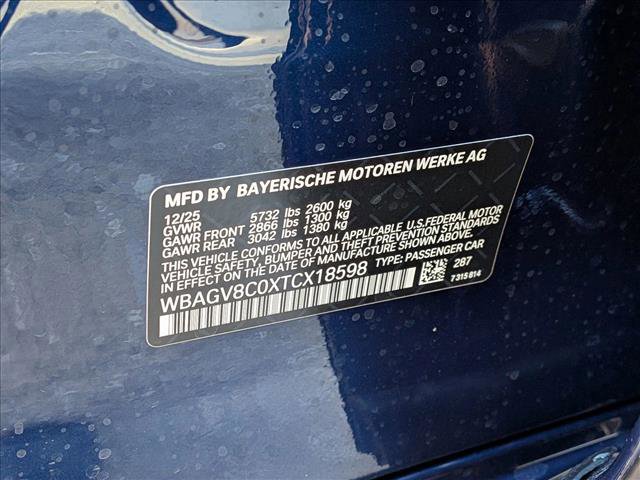 MFD BY BAYERISCHE MOTOREN WERKE AG
12/25
GVWR 5732 lbs 2600 kg
GAWR FRONT 2866 lbs 1300 kg
GAWR REAR 3042 lbs 1380 kg
THIS VEHICLE CONFORMS TO ALL APPLICABLE U.S. FEDERAL MOTOR
VEHICLE SAFETY, BUMPER AND THEFT PREVENTION STANDARDS
IN EFFECT ON THE DATE OF MANUFACTURE SHOWN ABOVE.
WBAGV8C0XTCX18598 TYPE: PASSENGER CAR
287
7315814